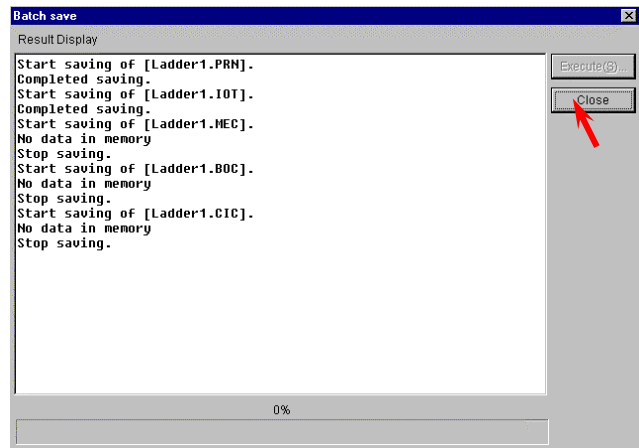 Batch save
Result Display
Start saving of [Ladder1.PRN].
Completed saving.
Start saving of [Ladder1.IOT].
Completed saving.
Start saving of [Ladder1.MEC].
No data in memory
Stop saving.
Start saving of [Ladder1.BOC].
No data in memory
Stop saving.
Start saving of [Ladder1.CIC].
No data in memory
Stop saving.
Execute(S)...
Close
0%